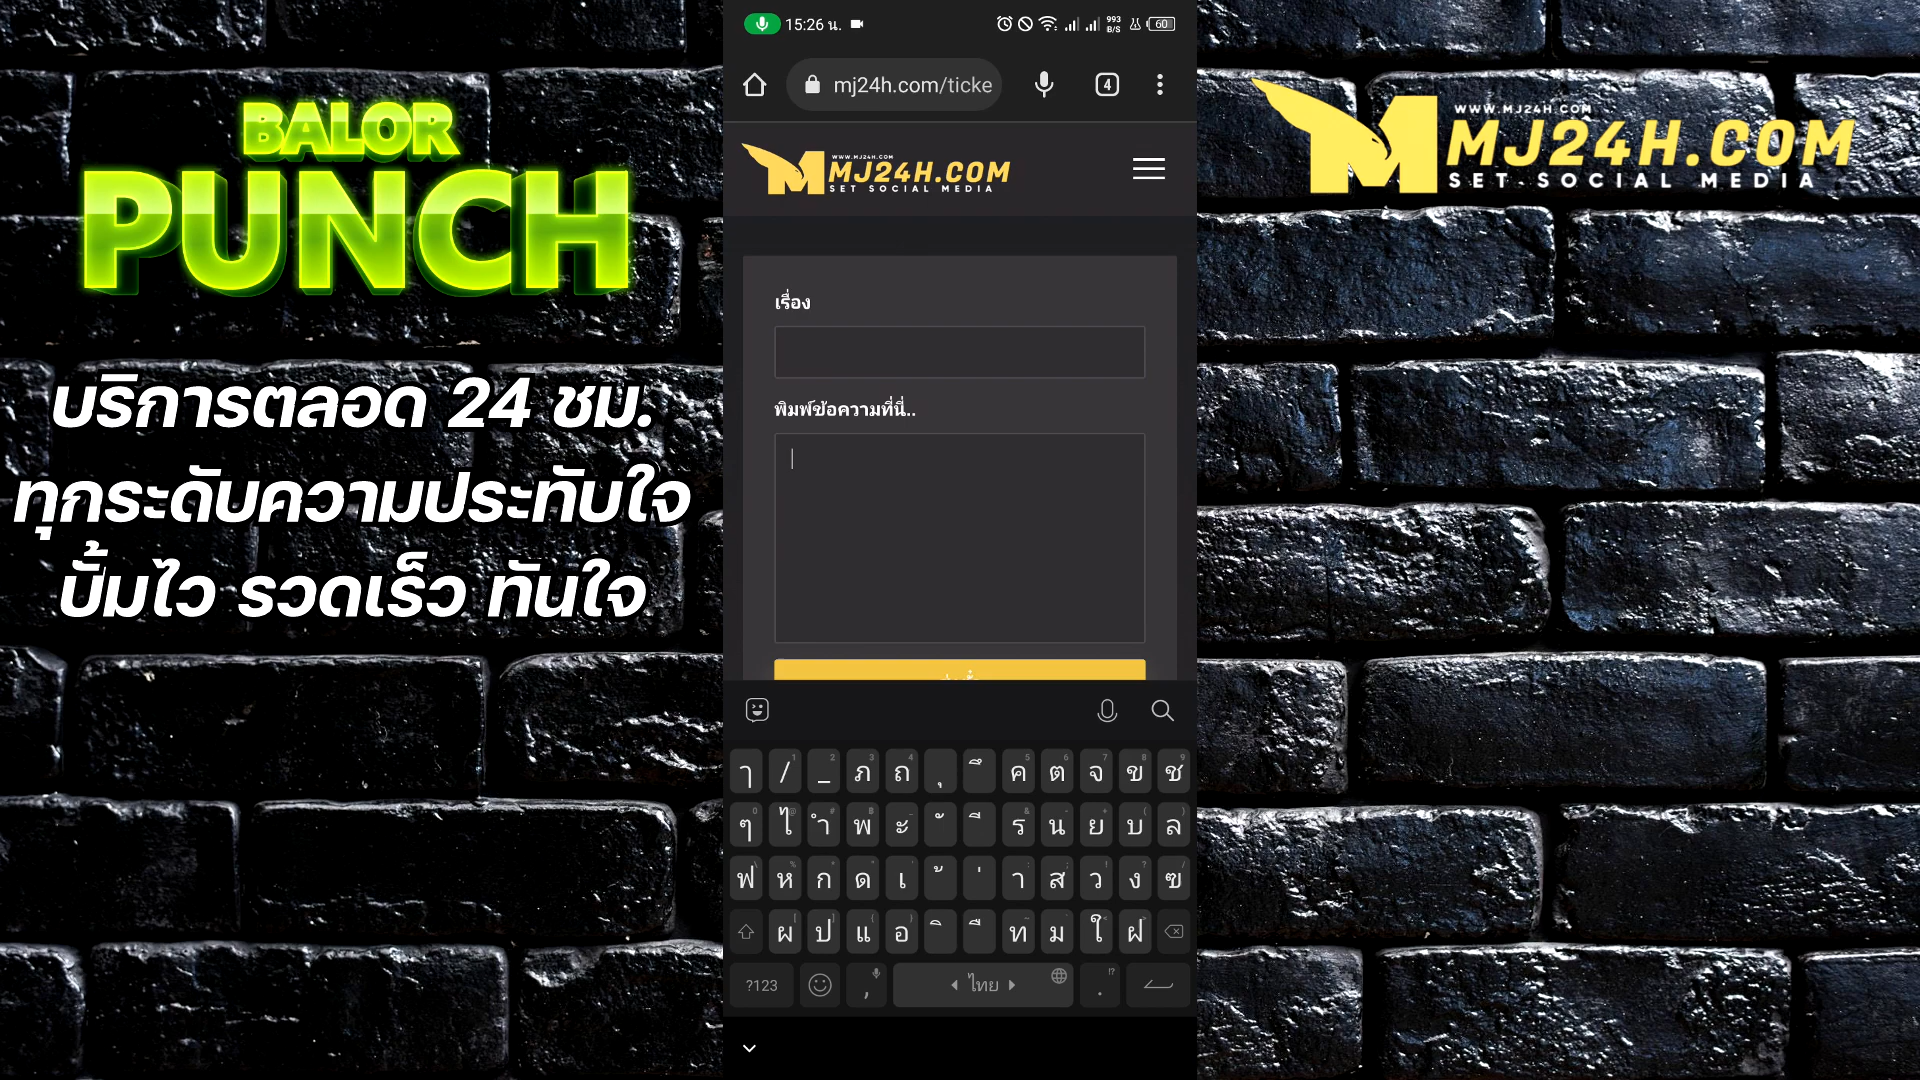 BALOR
PUNCH
บริการตลอด 24 ชม.
ทุกระดับความประทับใจ
ปั้มไว รวดเร็ว ทันใจ
15:26 น.
993
B/S
60
mj24h.com/ticke
4
WWW.MJ24H.COM
MJ24H.COM
SET SOCIAL MEDIA
เรื่อง
พิมพ์ข้อความที่นี่..
ๅ / _ ภ ถ ุ ึ ค ต จ ข ช
ๆ ไ ำ พ ะ ั ี ร น ย บ ล
ฟ ห ก ด เ ้ ่ า ส ว ง ฃ
ผ ป แ อ ิ ื ท ม ใ ฝ
?123 , ไทย .
WWW.MJ24H.COM
MJ24H.COM
SET SOCIAL MEDIA